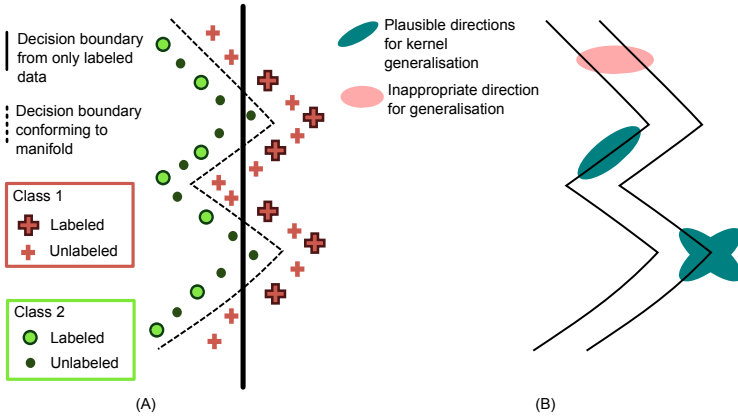 Decision boundary
from only labeled
data
Decision boundary
conforming to
manifold
Class 1
Labeled
Unlabeled
Class 2
Labeled
Unlabeled
(A)
Plausible directions
for kernel
generalisation
Inappropriate direction
for generalisation
(B)